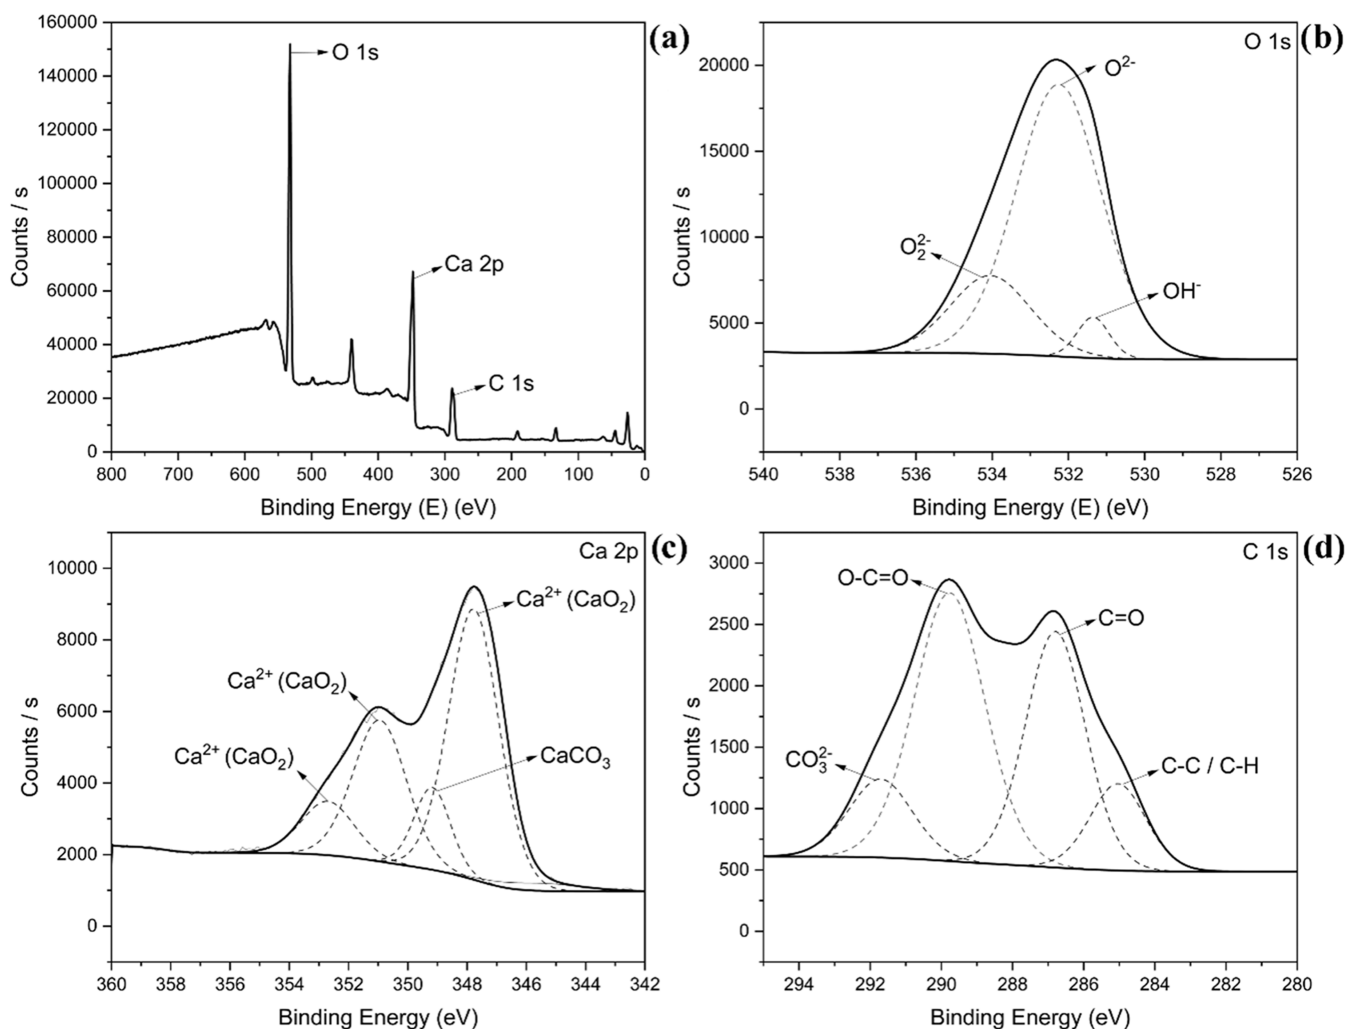 (a)
160000
140000
120000
100000
80000
60000
40000
20000
0
Counts / s
O 1s
Ca 2p
C 1s
800 700 600 500 400 300 200 100 0
Binding Energy (E) (eV)
(b)
O 1s
20000
15000
10000
5000
0
Counts / s
O²⁻
O₂²⁻
OH⁻
540 538 536 534 532 530 528 526
Binding Energy (E) (eV)
(c)
Ca 2p
10000
8000
6000
4000
2000
0
Counts / s
Ca²⁺ (CaO₂)
Ca²⁺ (CaO₂)
Ca²⁺ (CaO₂)
CaCO₃
360 358 356 354 352 350 348 346 344 342
Binding Energy (eV)
(d)
C 1s
3000
2500
2000
1500
1000
500
0
Counts / s
O-C=O
C=O
CO₃²⁻
C-C / C-H
294 292 290 288 286 284 282 280
Binding Energy (eV)